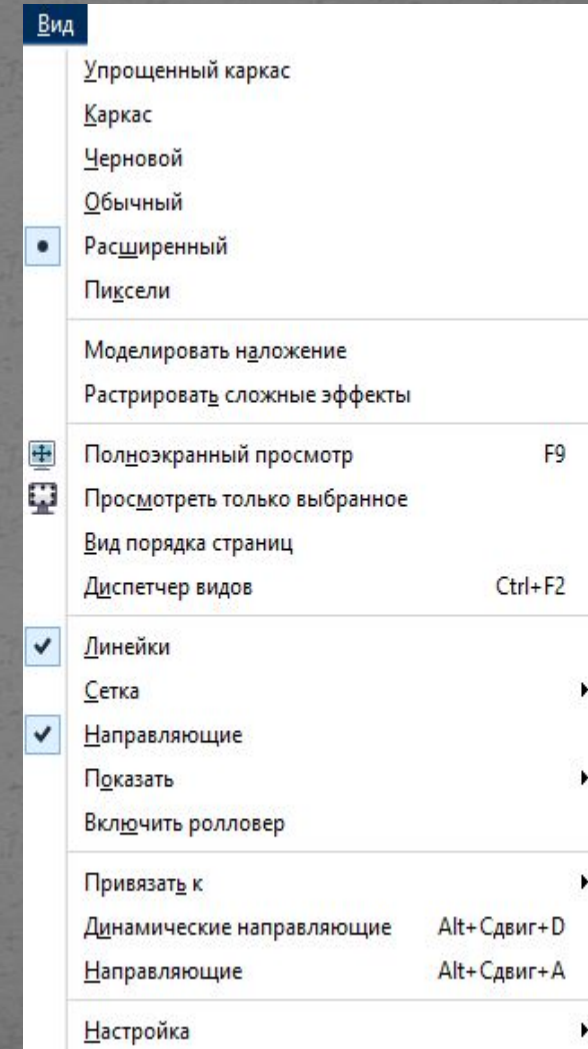 Вид
Упрощенный каркас
Каркас
Черновой
Обычный
Расширенный
Пиксели
Моделировать наложение
Растрировать сложные эффекты
Полноэкранный просмотр F9
Просмотреть только выбранное
Вид порядка страниц
Диспетчер видов Ctrl+F2
Линейки
Сетка
Направляющие
Показать
Включить ролловер
Привязать к
Динамические направляющие Alt+Сдвиг+D
Направляющие Alt+Сдвиг+A
Настройка